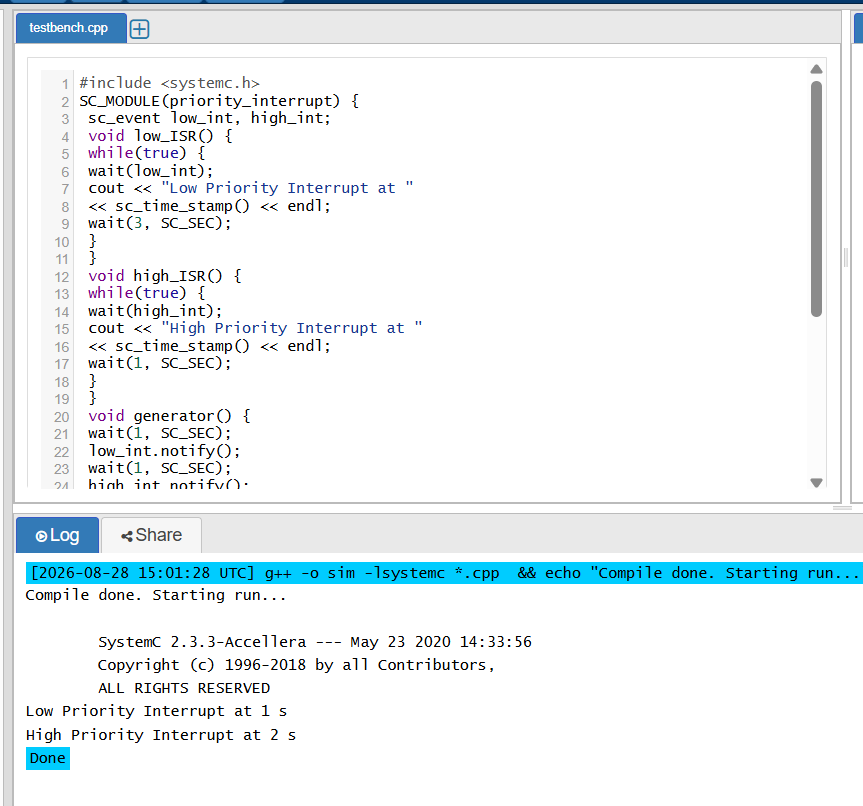 testbench.cpp
1 #include <systemc.h>
2 SC_MODULE(priority_interrupt) {
3 sc_event low_int, high_int;
4 void low_ISR() {
5 while(true) {
6 wait(low_int);
7 cout << "Low Priority Interrupt at "
8 << sc_time_stamp() << endl;
9 wait(3, SC_SEC);
10 }
11 }
12 void high_ISR() {
13 while(true) {
14 wait(high_int);
15 cout << "High Priority Interrupt at "
16 << sc_time_stamp() << endl;
17 wait(1, SC_SEC);
18 }
19 }
20 void generator() {
21 wait(1, SC_SEC);
22 low_int.notify();
23 wait(1, SC_SEC);
24 high_int.notify();
Log Share
[2026-08-28 15:01:28 UTC] g++ -o sim -lsystemc *.cpp  && echo "Compile done. Starting run...
Compile done. Starting run...
SystemC 2.3.3-Accellera --- May 23 2020 14:33:56
Copyright (c) 1996-2018 by all Contributors,
ALL RIGHTS RESERVED
Low Priority Interrupt at 1 s
High Priority Interrupt at 2 s
Done